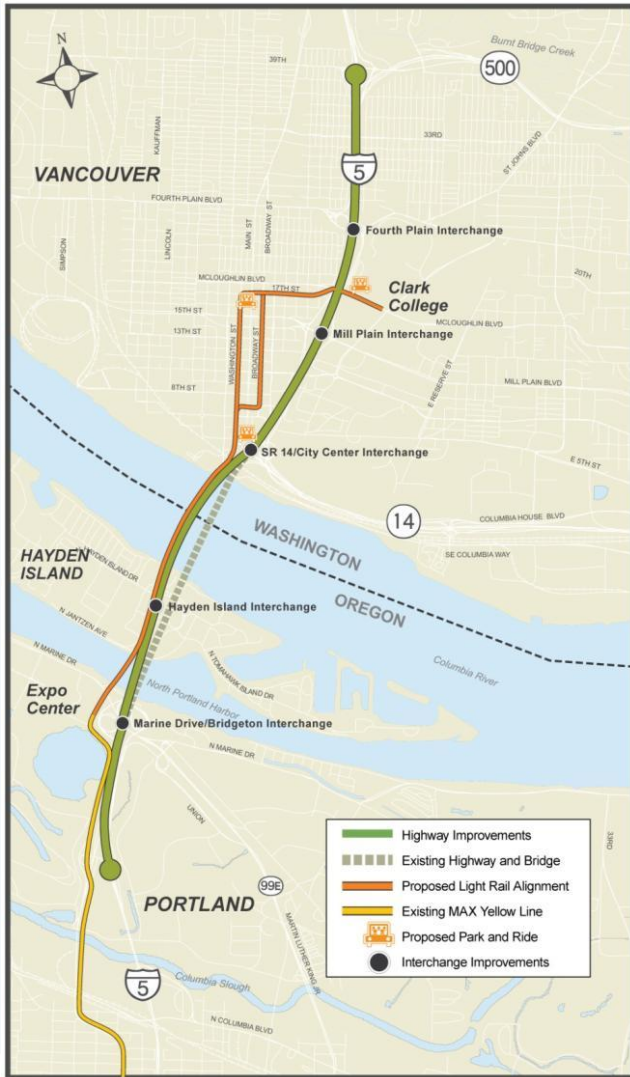 N
Burnt Bridge Creek
39TH
500
KAUFFMAN
33RD
ST JOHNS BLVD
5
VANCOUVER
FOURTH PLAIN BLVD
MAIN ST
BROADWAY ST
LINCOLN
SIMPSON
Fourth Plain Interchange
20TH
MCLOUGHLIN BLVD
17TH ST
Clark
College
15TH ST
13TH ST
WASHINGTON ST
BROADWAY ST
MCLOUGHLIN BLVD
Mill Plain Interchange
E RESERVE ST
8TH ST
MILL PLAIN BLVD
SR 14/City Center Interchange
E 5TH ST
14
COLUMBIA HOUSE BLVD
WASHINGTON
SE COLUMBIA WAY
HAYDEN
ISLAND
N HAYDEN ISLAND DR
OREGON
Hayden Island Interchange
N JANTZEN AVE
N TOMAHAWK ISLAND DR
Columbia River
N MARINE DR
Expo
Center
North Portland Harbor
Marine Drive/Bridgeton Interchange
N MARINE DR
UNION
33RD
Highway Improvements
Existing Highway and Bridge
Proposed Light Rail Alignment
Existing MAX Yellow Line
Proposed Park and Ride
Interchange Improvements
99E
PORTLAND
MARTIN LUTHER KING JR
5
Columbia Slough
N COLUMBIA BLVD